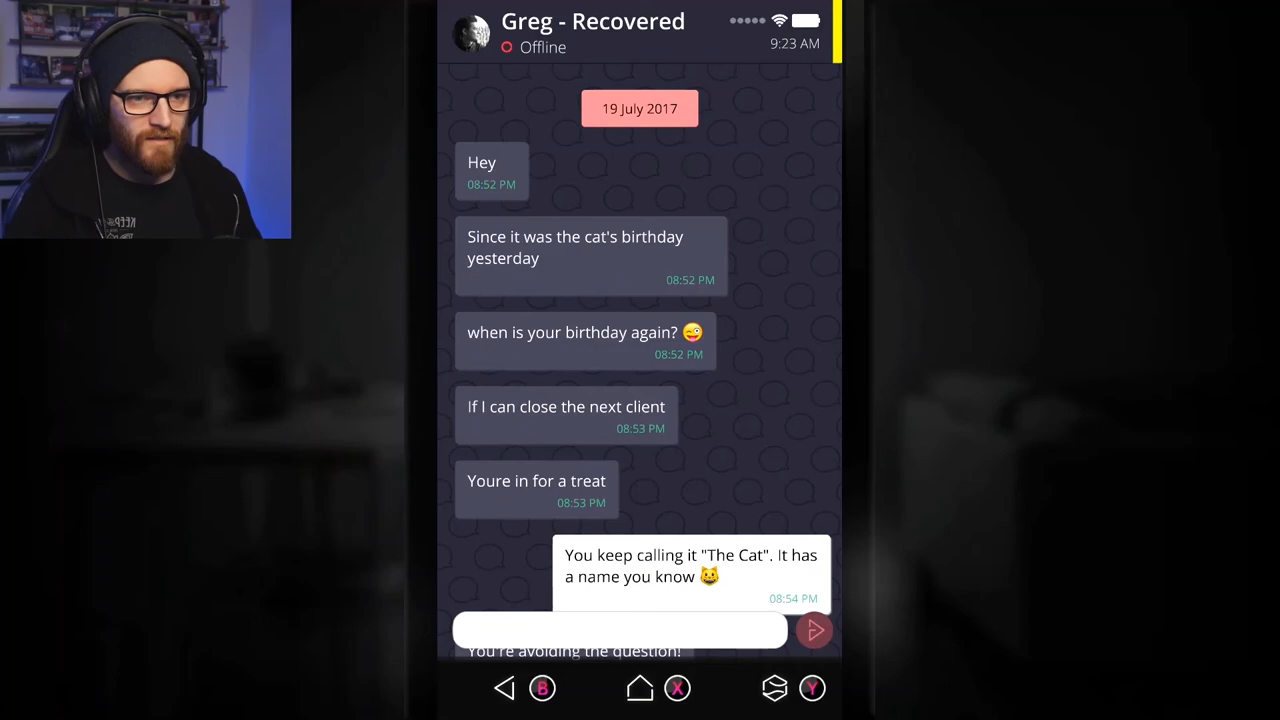 Greg - Recovered
Offline
9:23 AM
19 July 2017
Hey
08:52 PM
Since it was the cat's birthday
yesterday
08:52 PM
when is your birthday again? 😜
08:52 PM
If I can close the next client
08:53 PM
Youre in for a treat
08:53 PM
You keep calling it "The Cat". It has
a name you know 😺
08:54 PM
You're avoiding the question!
B
X
Y